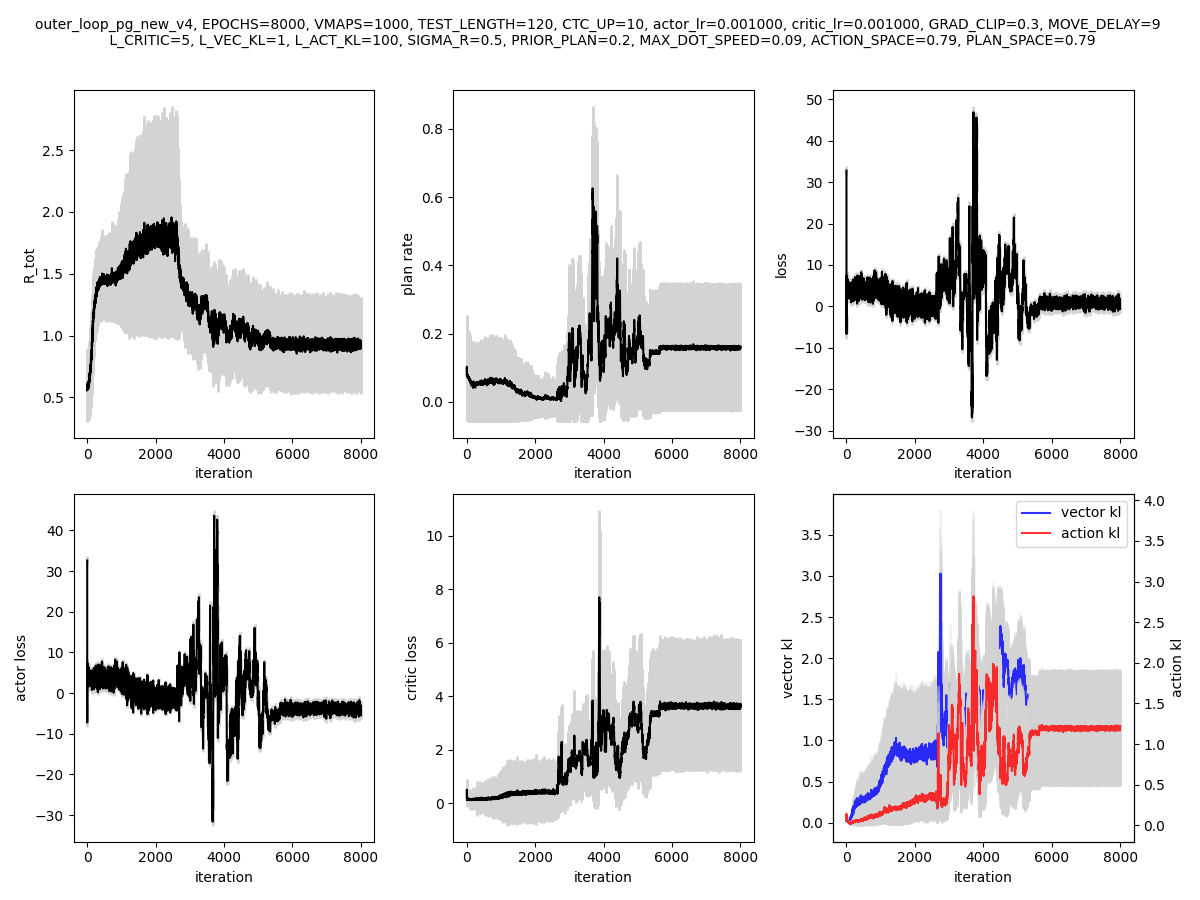 outer_loop_pg_new_v4, EPOCHS=8000, VMAPS=1000, TEST_LENGTH=120, CTC_UP=10, actor_lr=0.001000, critic_lr=0.001000, GRAD_CLIP=0.3, MOVE_DELAY=9
L_CRITIC=5, L_VEC_KL=1, L_ACT_KL=100, SIGMA_R=0.5, PRIOR_PLAN=0.2, MAX_DOT_SPEED=0.09, ACTION_SPACE=0.79, PLAN_SPACE=0.79
R_tot
2.5
2.0
1.5
1.0
0.5
0 2000 4000 6000 8000
iteration
plan rate
0.8
0.6
0.4
0.2
0.0
0 2000 4000 6000 8000
iteration
loss
50
40
30
20
10
0
−10
−20
−30
0 2000 4000 6000 8000
iteration
actor loss
40
30
20
10
0
−10
−20
−30
0 2000 4000 6000 8000
iteration
critic loss
10
8
6
4
2
0
0 2000 4000 6000 8000
iteration
vector kl
3.5
3.0
2.5
2.0
1.5
1.0
0.5
0.0
vector kl
action kl
0 2000 4000 6000 8000
iteration
4.0
3.5
3.0
2.5
2.0
1.5
1.0
0.5
0.0
action kl